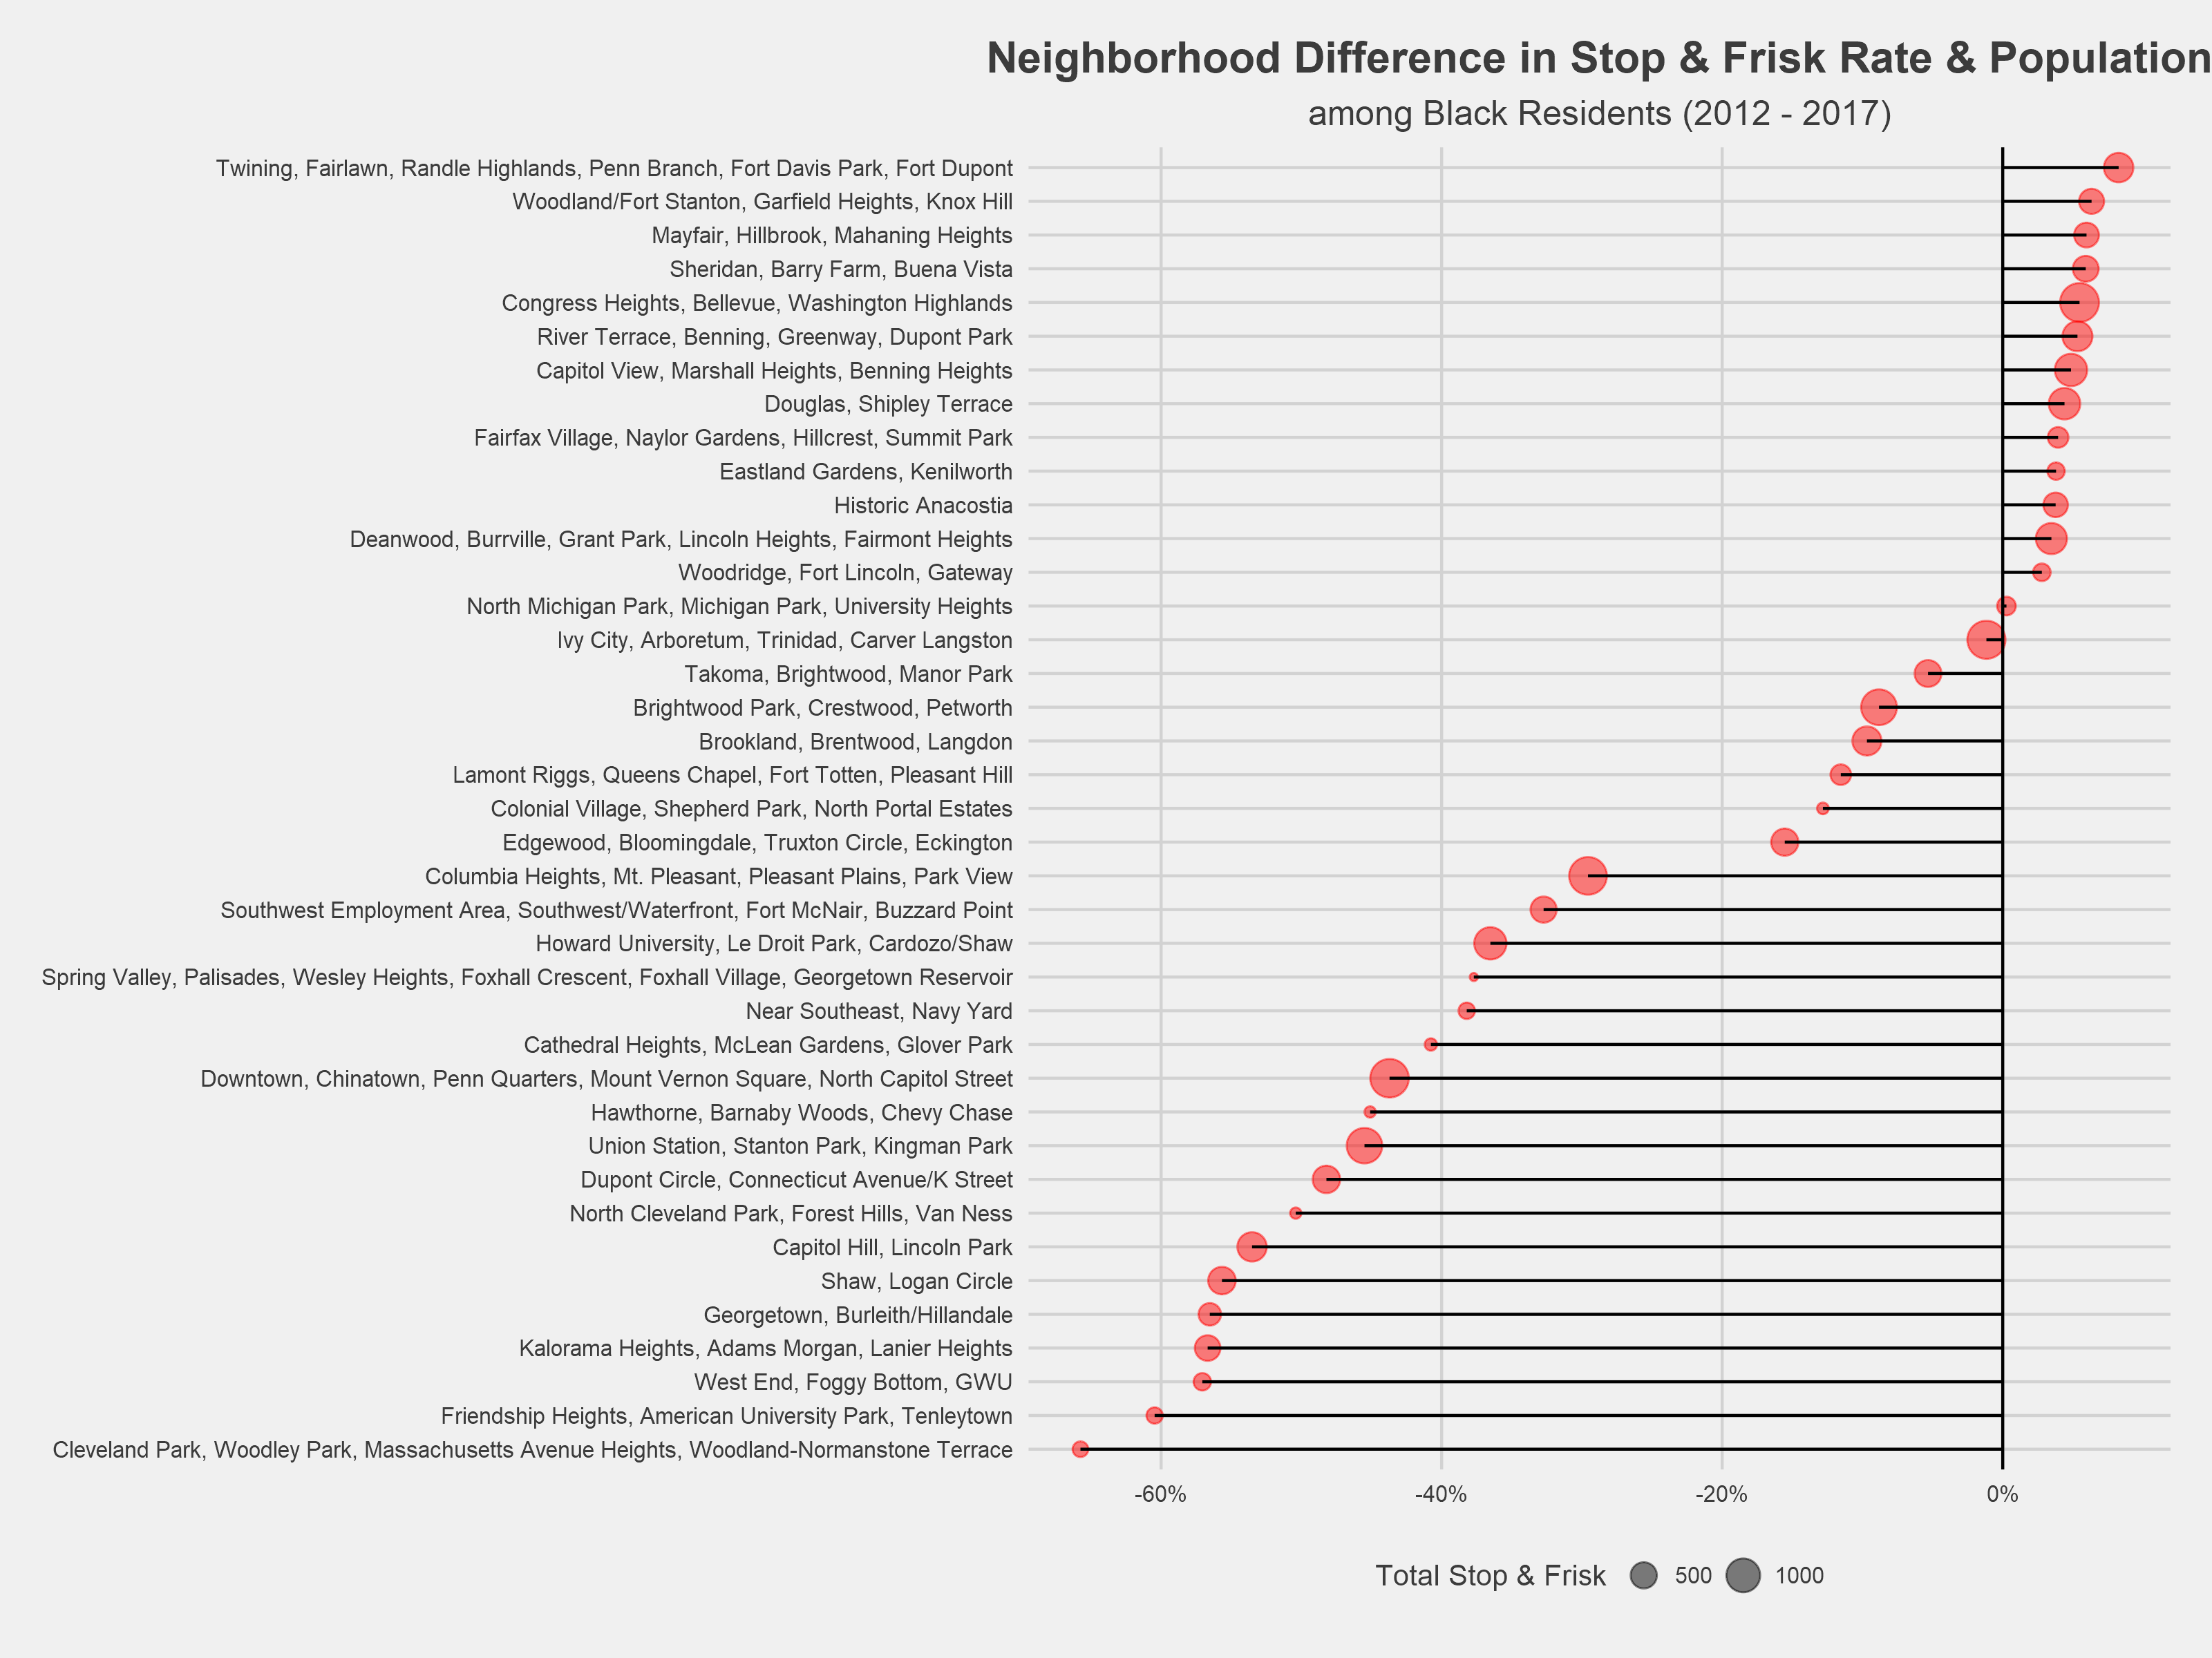 Neighborhood Difference in Stop & Frisk Rate & Population
among Black Residents (2012 - 2017)
Twining, Fairlawn, Randle Highlands, Penn Branch, Fort Davis Park, Fort Dupont
Woodland/Fort Stanton, Garfield Heights, Knox Hill
Mayfair, Hillbrook, Mahaning Heights
Sheridan, Barry Farm, Buena Vista
Congress Heights, Bellevue, Washington Highlands
River Terrace, Benning, Greenway, Dupont Park
Capitol View, Marshall Heights, Benning Heights
Douglas, Shipley Terrace
Fairfax Village, Naylor Gardens, Hillcrest, Summit Park
Eastland Gardens, Kenilworth
Historic Anacostia
Deanwood, Burrville, Grant Park, Lincoln Heights, Fairmont Heights
Woodridge, Fort Lincoln, Gateway
North Michigan Park, Michigan Park, University Heights
Ivy City, Arboretum, Trinidad, Carver Langston
Takoma, Brightwood, Manor Park
Brightwood Park, Crestwood, Petworth
Brookland, Brentwood, Langdon
Lamont Riggs, Queens Chapel, Fort Totten, Pleasant Hill
Colonial Village, Shepherd Park, North Portal Estates
Edgewood, Bloomingdale, Truxton Circle, Eckington
Columbia Heights, Mt. Pleasant, Pleasant Plains, Park View
Southwest Employment Area, Southwest/Waterfront, Fort McNair, Buzzard Point
Howard University, Le Droit Park, Cardozo/Shaw
Spring Valley, Palisades, Wesley Heights, Foxhall Crescent, Foxhall Village, Georgetown Reservoir
Near Southeast, Navy Yard
Cathedral Heights, McLean Gardens, Glover Park
Downtown, Chinatown, Penn Quarters, Mount Vernon Square, North Capitol Street
Hawthorne, Barnaby Woods, Chevy Chase
Union Station, Stanton Park, Kingman Park
Dupont Circle, Connecticut Avenue/K Street
North Cleveland Park, Forest Hills, Van Ness
Capitol Hill, Lincoln Park
Shaw, Logan Circle
Georgetown, Burleith/Hillandale
Kalorama Heights, Adams Morgan, Lanier Heights
West End, Foggy Bottom, GWU
Friendship Heights, American University Park, Tenleytown
Cleveland Park, Woodley Park, Massachusetts Avenue Heights, Woodland-Normanstone Terrace
-60% -40% -20% 0%
Total Stop & Frisk 500 1000